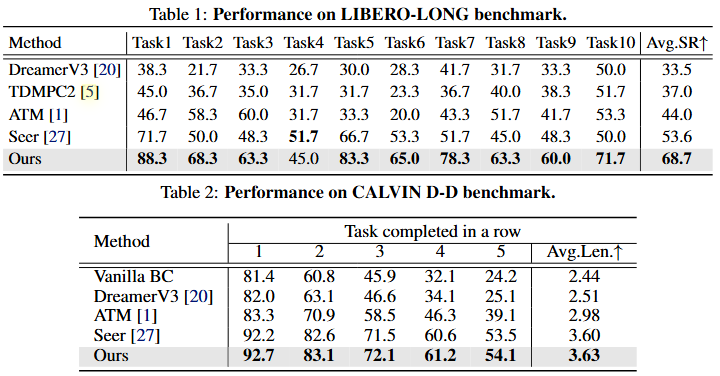 Table 1: Performance on LIBERO-LONG benchmark.
Method Task1 Task2 Task3 Task4 Task5 Task6 Task7 Task8 Task9 Task10 Avg.SR↑
DreamerV3 [20] 38.3 21.7 33.3 26.7 30.0 28.3 41.7 31.7 33.3 50.0 33.5
TDMPC2 [5] 45.0 36.7 35.0 31.7 31.7 23.3 36.7 40.0 38.3 51.7 37.0
ATM [1] 46.7 58.3 60.0 31.7 33.3 20.0 43.3 51.7 41.7 53.3 44.0
Seer [27] 71.7 50.0 48.3 51.7 66.7 53.3 51.7 45.0 48.3 50.0 53.6
Ours 88.3 68.3 63.3 45.0 83.3 65.0 78.3 63.3 60.0 71.7 68.7
Table 2: Performance on CALVIN D-D benchmark.
Method Task completed in a row Avg.Len.↑
1 2 3 4 5
Vanilla BC 81.4 60.8 45.9 32.1 24.2 2.44
DreamerV3 [20] 82.0 63.1 46.6 34.1 25.1 2.51
ATM [1] 83.3 70.9 58.5 46.3 39.1 2.98
Seer [27] 92.2 82.6 71.5 60.6 53.5 3.60
Ours 92.7 83.1 72.1 61.2 54.1 3.63